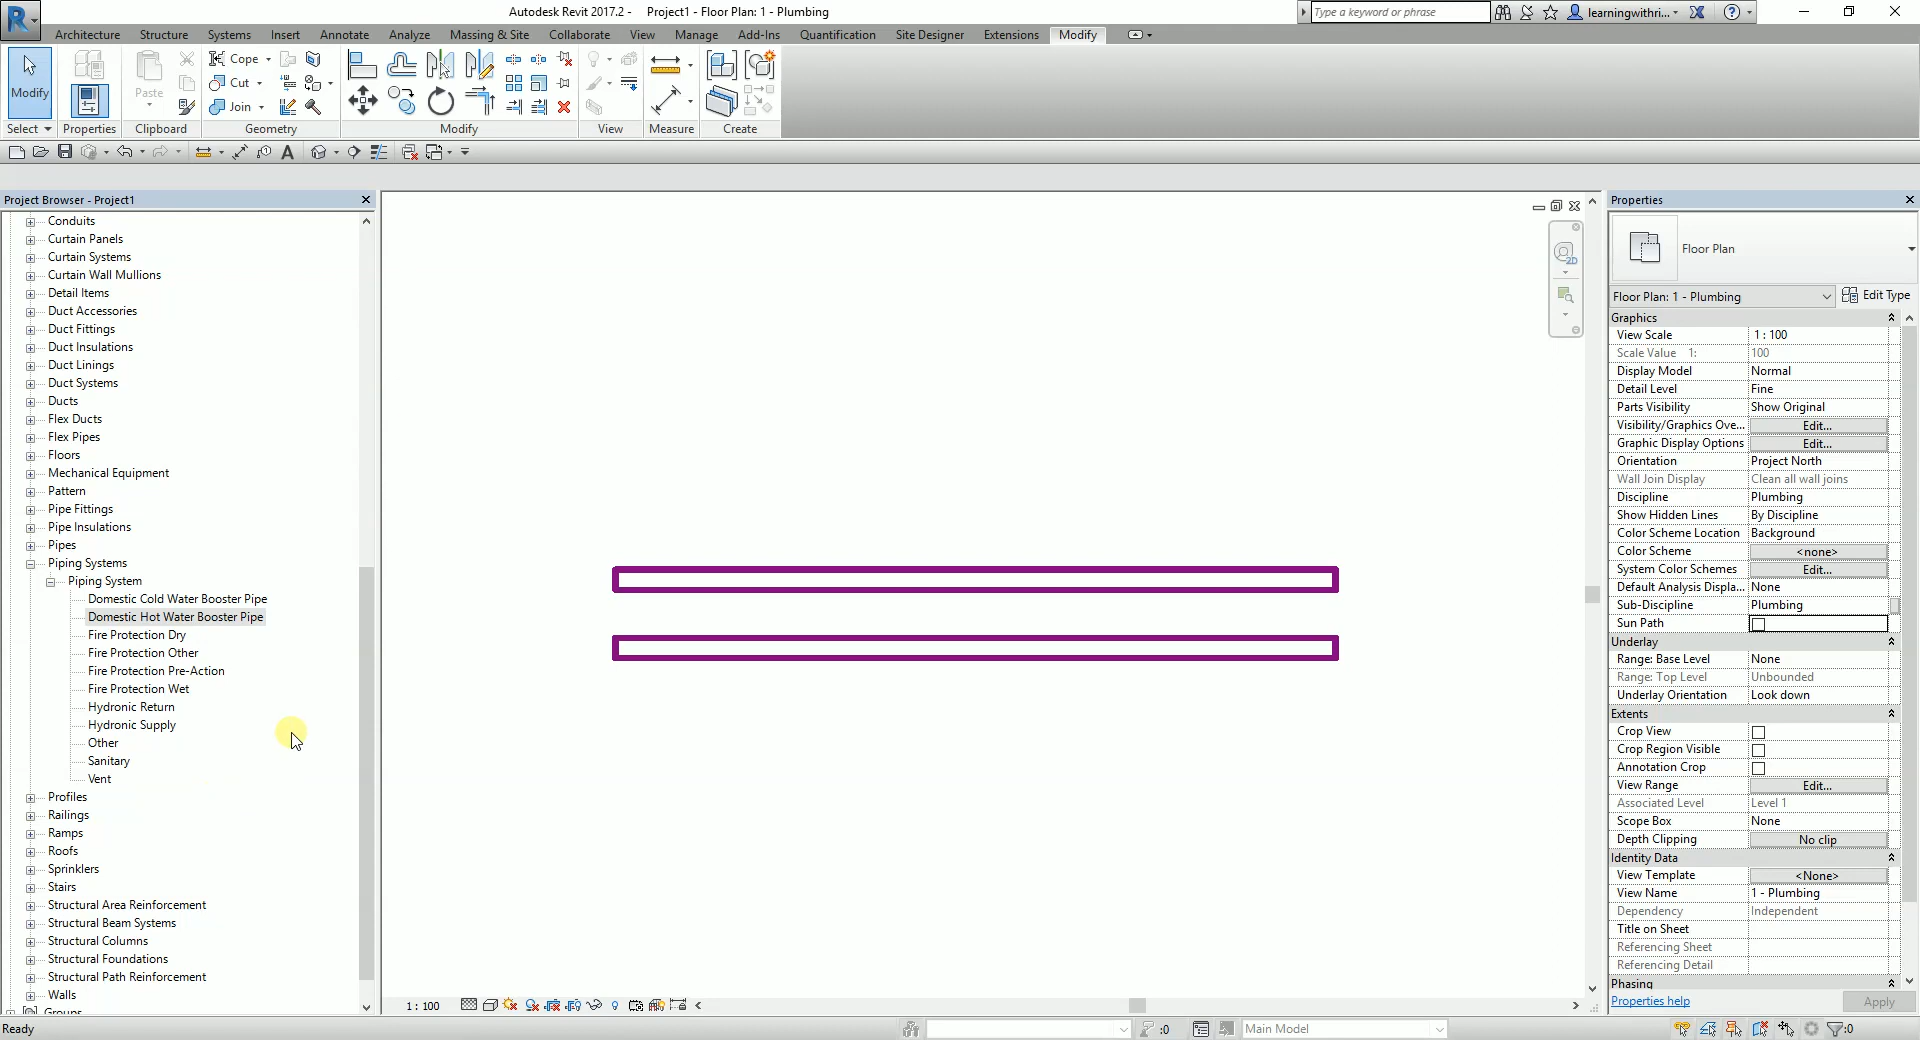 Autodesk Revit 2017.2 - Project1 - Floor Plan: 1 - Plumbing
Type a keyword or phrase
learningwithri...
Architecture Structure Systems Insert Annotate Analyze Massing & Site Collaborate View Manage Add-Ins Quantification Site Designer Extensions Modify
Modify
Paste
Cope
Cut
Join
Select Properties Clipboard Geometry Modify View Measure Create
Project Browser - Project1
Conduits
Curtain Panels
Curtain Systems
Curtain Wall Mullions
Detail Items
Duct Accessories
Duct Fittings
Duct Insulations
Duct Linings
Duct Systems
Ducts
Flex Ducts
Flex Pipes
Floors
Mechanical Equipment
Pattern
Pipe Fittings
Pipe Insulations
Pipes
Piping Systems
Piping System
Domestic Cold Water Booster Pipe
Domestic Hot Water Booster Pipe
Fire Protection Dry
Fire Protection Other
Fire Protection Pre-Action
Fire Protection Wet
Hydronic Return
Hydronic Supply
Other
Sanitary
Vent
Profiles
Railings
Ramps
Roofs
Sprinklers
Stairs
Structural Area Reinforcement
Structural Beam Systems
Structural Columns
Structural Foundations
Structural Path Reinforcement
Walls
Groups
2D
1 : 100
Properties
Floor Plan
Floor Plan: 1 - Plumbing Edit Type
Graphics
View Scale 1 : 100
Scale Value 1: 100
Display Model Normal
Detail Level Fine
Parts Visibility Show Original
Visibility/Graphics Ove... Edit...
Graphic Display Options Edit...
Orientation Project North
Wall Join Display Clean all wall joins
Discipline Plumbing
Show Hidden Lines By Discipline
Color Scheme Location Background
Color Scheme <none>
System Color Schemes Edit...
Default Analysis Displa... None
Sub-Discipline Plumbing
Sun Path
Underlay
Range: Base Level None
Range: Top Level Unbounded
Underlay Orientation Look down
Extents
Crop View
Crop Region Visible
Annotation Crop
View Range Edit...
Associated Level Level 1
Scope Box None
Depth Clipping No clip
Identity Data
View Template <None>
View Name 1 - Plumbing
Dependency Independent
Title on Sheet
Referencing Sheet
Referencing Detail
Phasing
Properties help Apply
Ready
:0
Main Model
:0